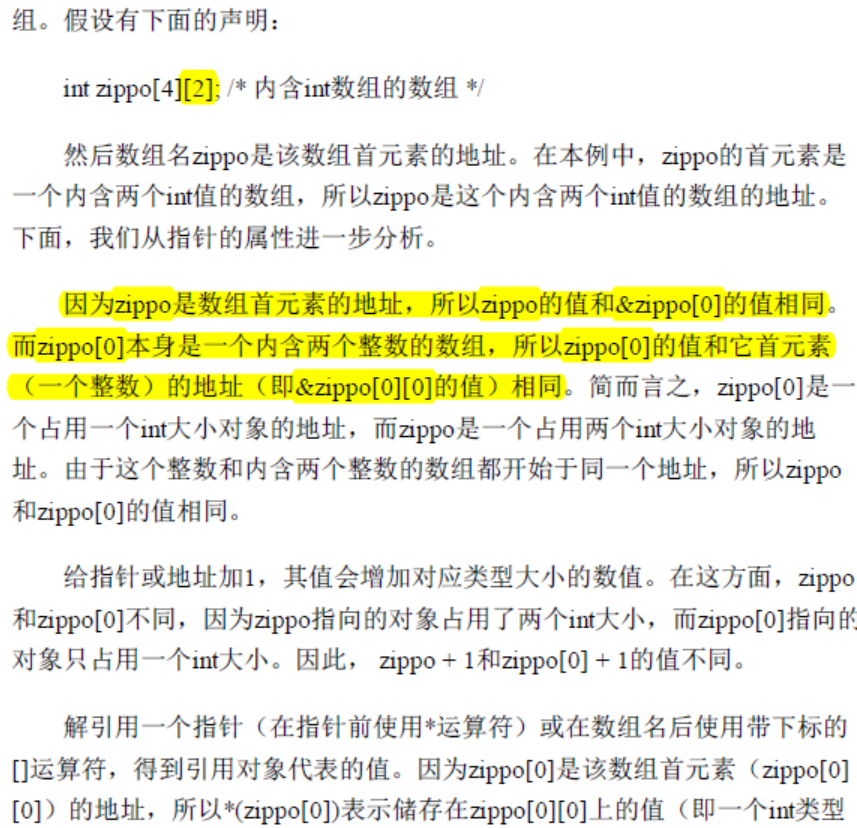 组。假设有下面的声明：
int zippo[4][2]; /* 内含int数组的数组 */
然后数组名zippo是该数组首元素的地址。在本例中，zippo的首元素是
一个内含两个int值的数组，所以zippo是这个内含两个int值的数组的地址。
下面，我们从指针的属性进一步分析。
因为zippo是数组首元素的地址，所以zippo的值和&zippo[0]的值相同。
而zippo[0]本身是一个内含两个整数的数组，所以zippo[0]的值和它首元素
（一个整数）的地址（即&zippo[0][0]的值）相同。简而言之，zippo[0]是一
个占用一个int大小对象的地址，而zippo是一个占用两个int大小对象的地
址。由于这个整数和内含两个整数的数组都开始于同一个地址，所以zippo
和zippo[0]的值相同。
给指针或地址加1，其值会增加对应类型大小的数值。在这方面，zippo
和zippo[0]不同，因为zippo指向的对象占用了两个int大小，而zippo[0]指向的
对象只占用一个int大小。因此， zippo + 1和zippo[0] + 1的值不同。
解引用一个指针（在指针前使用*运算符）或在数组名后使用带下标的
[]运算符，得到引用对象代表的值。因为zippo[0]是该数组首元素（zippo[0]
[0]）的地址，所以*(zippo[0])表示储存在zippo[0][0]上的值（即一个int类型